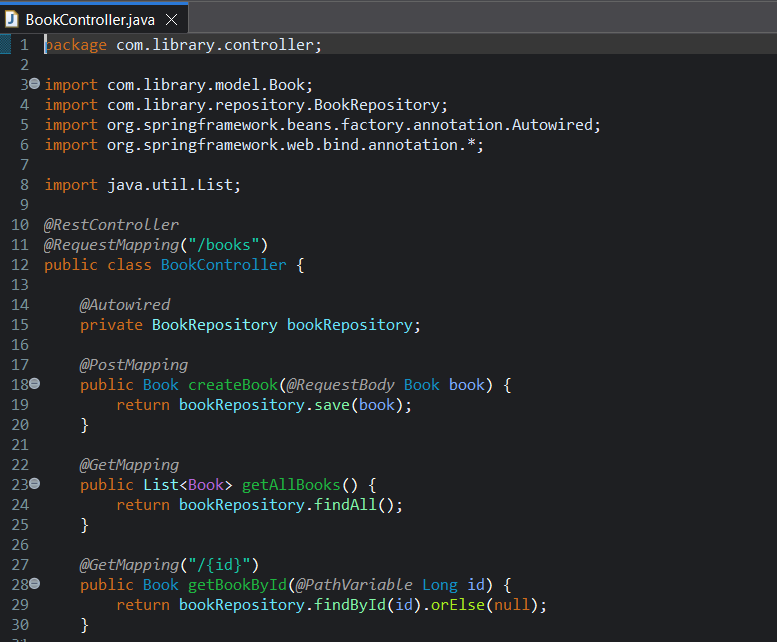 BookController.java
1 package com.library.controller;
2
3 import com.library.model.Book;
4 import com.library.repository.BookRepository;
5 import org.springframework.beans.factory.annotation.Autowired;
6 import org.springframework.web.bind.annotation.*;
7
8 import java.util.List;
9
10 @RestController
11 @RequestMapping("/books")
12 public class BookController {
13
14     @Autowired
15     private BookRepository bookRepository;
16
17     @PostMapping
18     public Book createBook(@RequestBody Book book) {
19         return bookRepository.save(book);
20     }
21
22     @GetMapping
23     public List<Book> getAllBooks() {
24         return bookRepository.findAll();
25     }
26
27     @GetMapping("/{id}")
28     public Book getBookById(@PathVariable Long id) {
29         return bookRepository.findById(id).orElse(null);
30     }